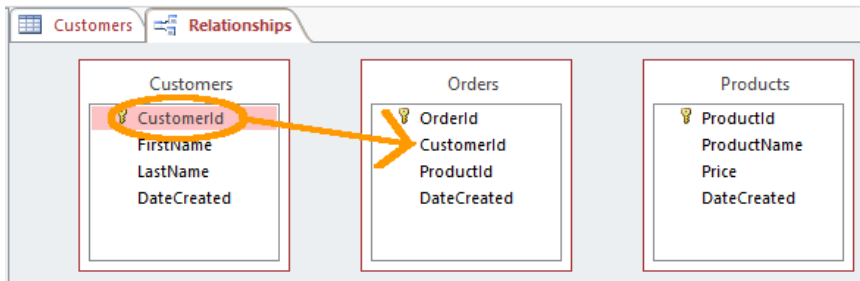 Customers
Relationships
Customers
CustomerId
FirstName
LastName
DateCreated
Orders
OrderId
CustomerId
ProductId
DateCreated
Products
ProductId
ProductName
Price
DateCreated